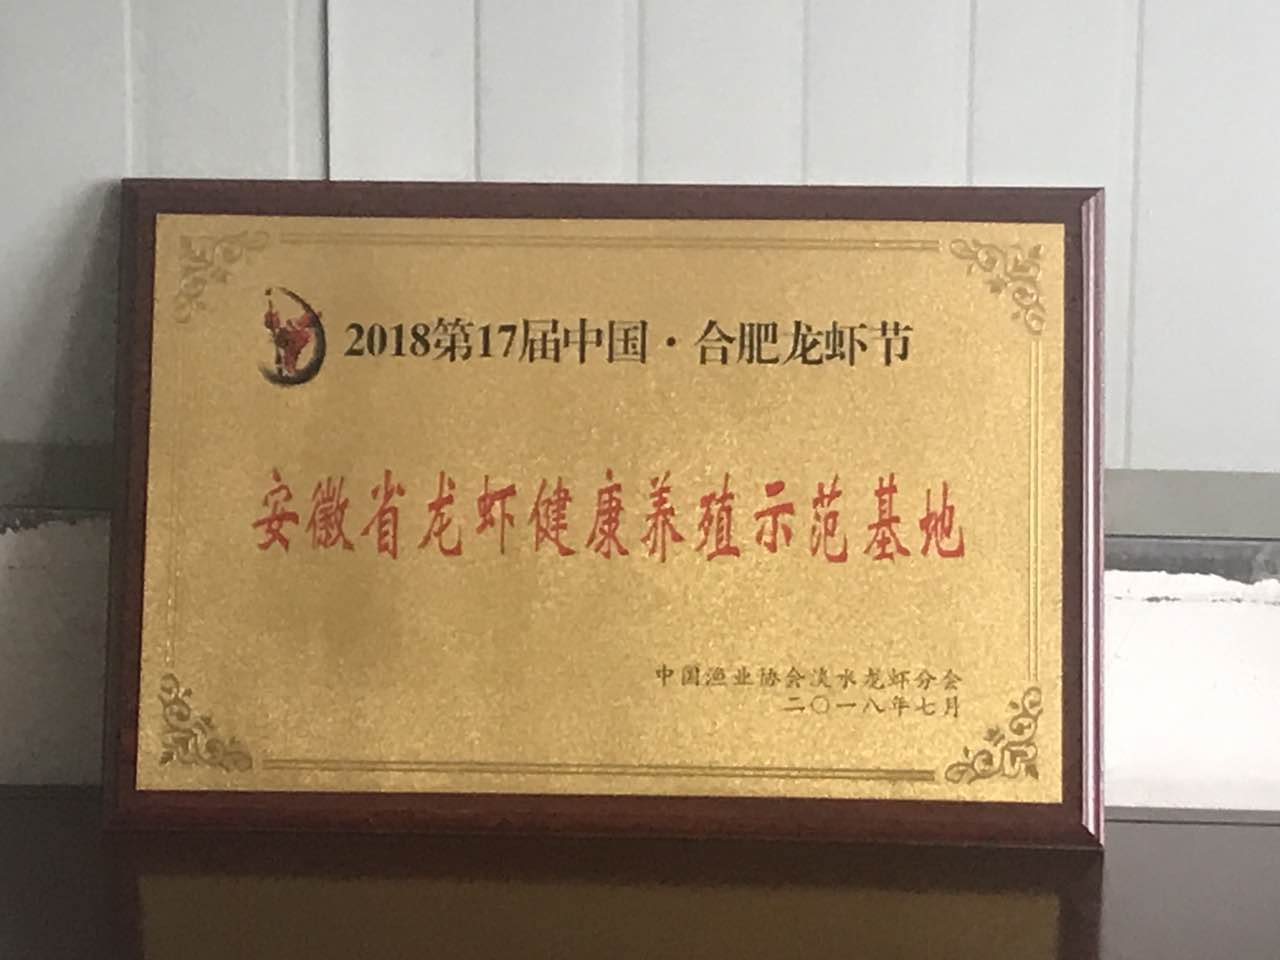 2018第17届中国·合肥龙虾节
安徽省龙虾健康养殖示范基地
中国渔业协会淡水龙虾分会
二〇一八年七月